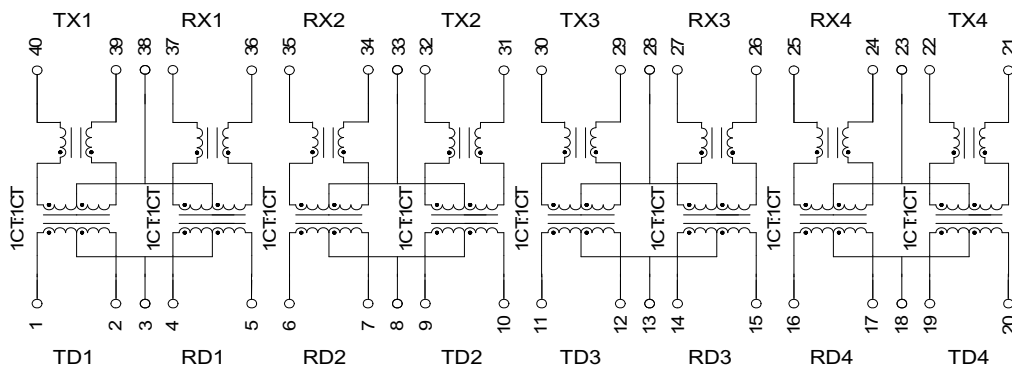 TX1 RX1 RX2 TX2 TX3 RX3 RX4 TX4
40 39 38 37 36 35 34 33 32 31 30 29 28 27 26 25 24 23 22 21
1CT:1CT 1CT:1CT 1CT:1CT 1CT:1CT 1CT:1CT 1CT:1CT 1CT:1CT 1CT:1CT
1 2 3 4 5 6 7 8 9 10 11 12 13 14 15 16 17 18 19 20
TD1 RD1 RD2 TD2 TD3 RD3 RD4 TD4